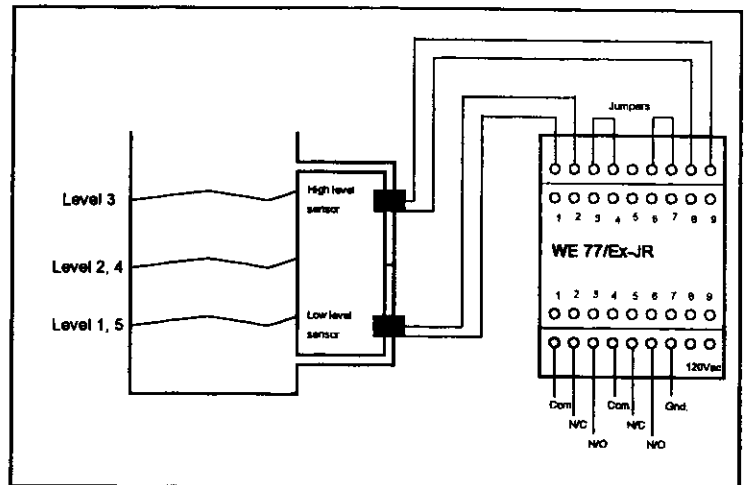 Jumpers
Level 3
High level
sensor
1 2 3 4 5 6 7 8 9
WE 77/Ex-JR
Level 2, 4
1 2 3 4 5 6 7 8 9
Level 1, 5
Low level
sensor
120Vac
Com. N/C N/O Com. N/C N/O Gnd.